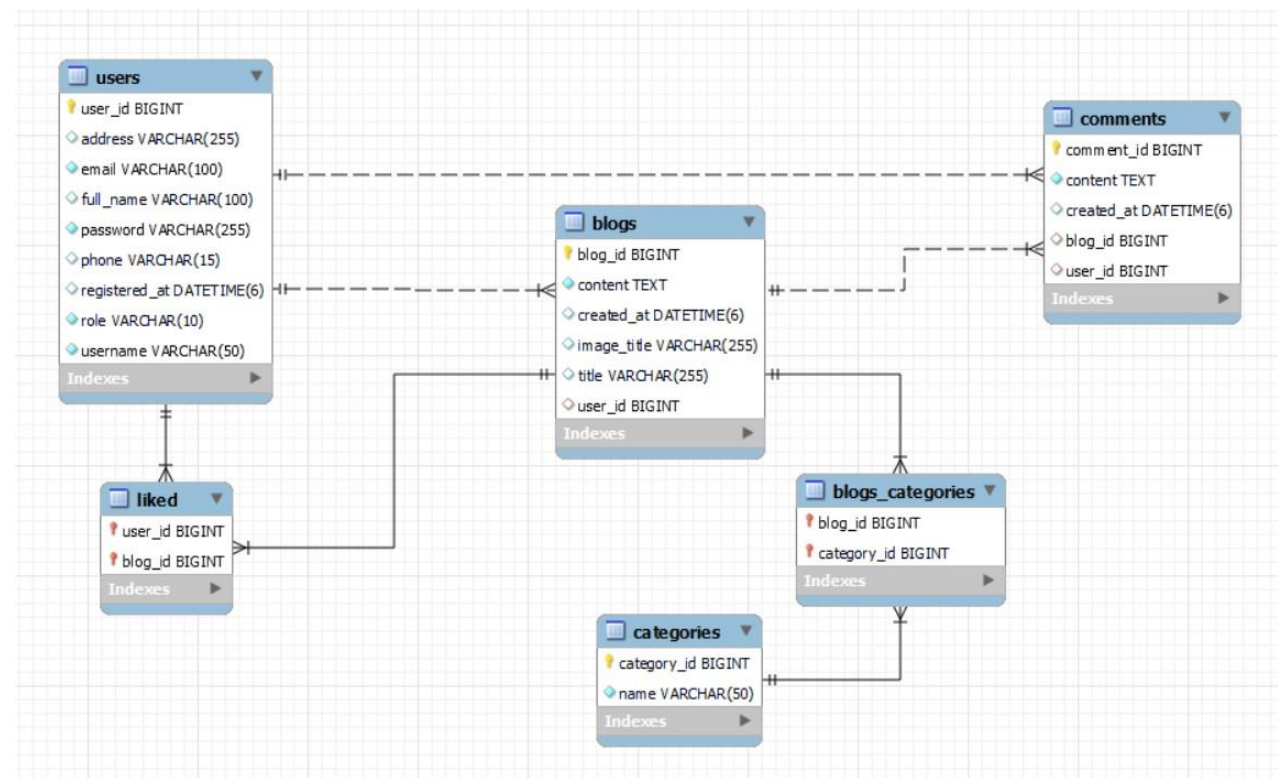 users
user_id BIGINT
address VARCHAR(255)
email VARCHAR(100)
full_name VARCHAR(100)
password VARCHAR(255)
phone VARCHAR(15)
registered_at DATETIME(6)
role VARCHAR(10)
username VARCHAR(50)
Indexes
comments
comment_id BIGINT
content TEXT
created_at DATETIME(6)
blog_id BIGINT
user_id BIGINT
Indexes
blogs
blog_id BIGINT
content TEXT
created_at DATETIME(6)
image_title VARCHAR(255)
title VARCHAR(255)
user_id BIGINT
Indexes
liked
user_id BIGINT
blog_id BIGINT
Indexes
blogs_categories
blog_id BIGINT
category_id BIGINT
Indexes
categories
category_id BIGINT
name VARCHAR(50)
Indexes